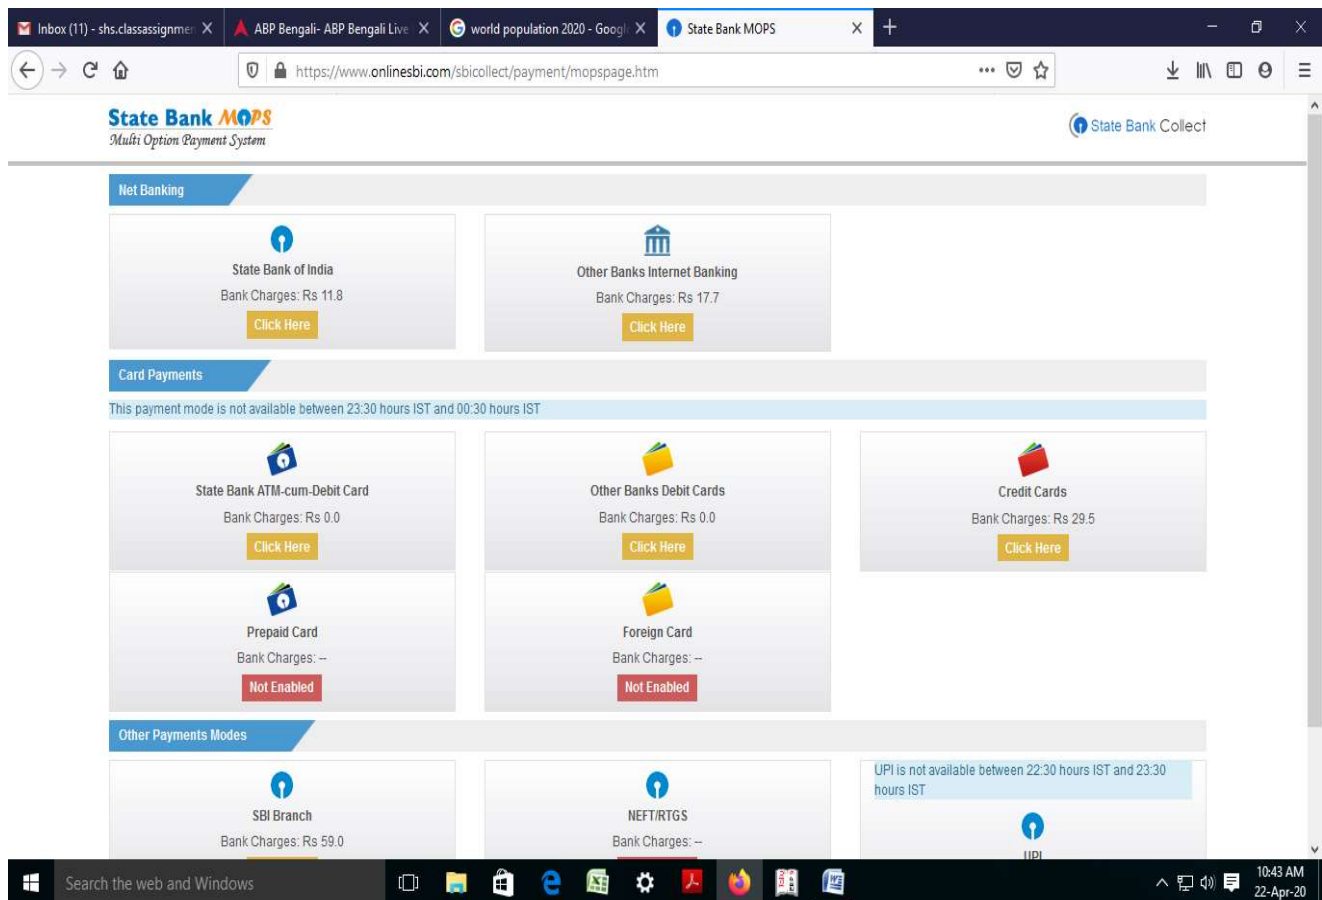 Inbox (11) - shs.classassignmen
ABP Bengali- ABP Bengali Live
world population 2020 - Googl
State Bank MOPS
https://www.onlinesbi.com/sbicollect/payment/mopspage.htm
State Bank MOPS
Multi Option Payment System
State Bank Collect
Net Banking
State Bank of India
Bank Charges: Rs 11.8
Click Here
Other Banks Internet Banking
Bank Charges: Rs 17.7
Click Here
Card Payments
This payment mode is not available between 23:30 hours IST and 00:30 hours IST
State Bank ATM-cum-Debit Card
Bank Charges: Rs 0.0
Click Here
Other Banks Debit Cards
Bank Charges: Rs 0.0
Click Here
Credit Cards
Bank Charges: Rs 29.5
Click Here
Prepaid Card
Bank Charges: --
Not Enabled
Foreign Card
Bank Charges: --
Not Enabled
Other Payments Modes
SBI Branch
Bank Charges: Rs 59.0
NEFT/RTGS
Bank Charges: --
UPI is not available between 22:30 hours IST and 23:30
hours IST
UPI
Search the web and Windows
10:43 AM
22-Apr-20